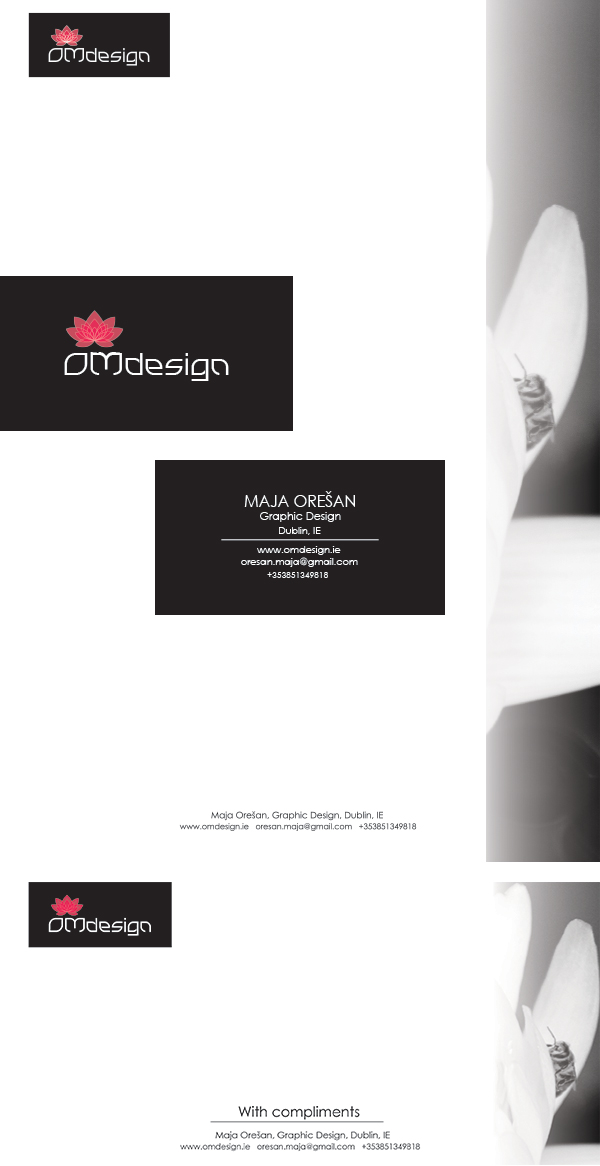 OMdesign
OMdesign
MAJA OREŠAN
Graphic Design
Dublin, IE
www.omdesign.ie
oresan.maja@gmail.com
+353851349818
Maja Orešan, Graphic Design, Dublin, IE
www.omdesign.ie oresan.maja@gmail.com +353851349818
OMdesign
With compliments
Maja Orešan, Graphic Design, Dublin, IE
www.omdesign.ie oresan.maja@gmail.com +353851349818